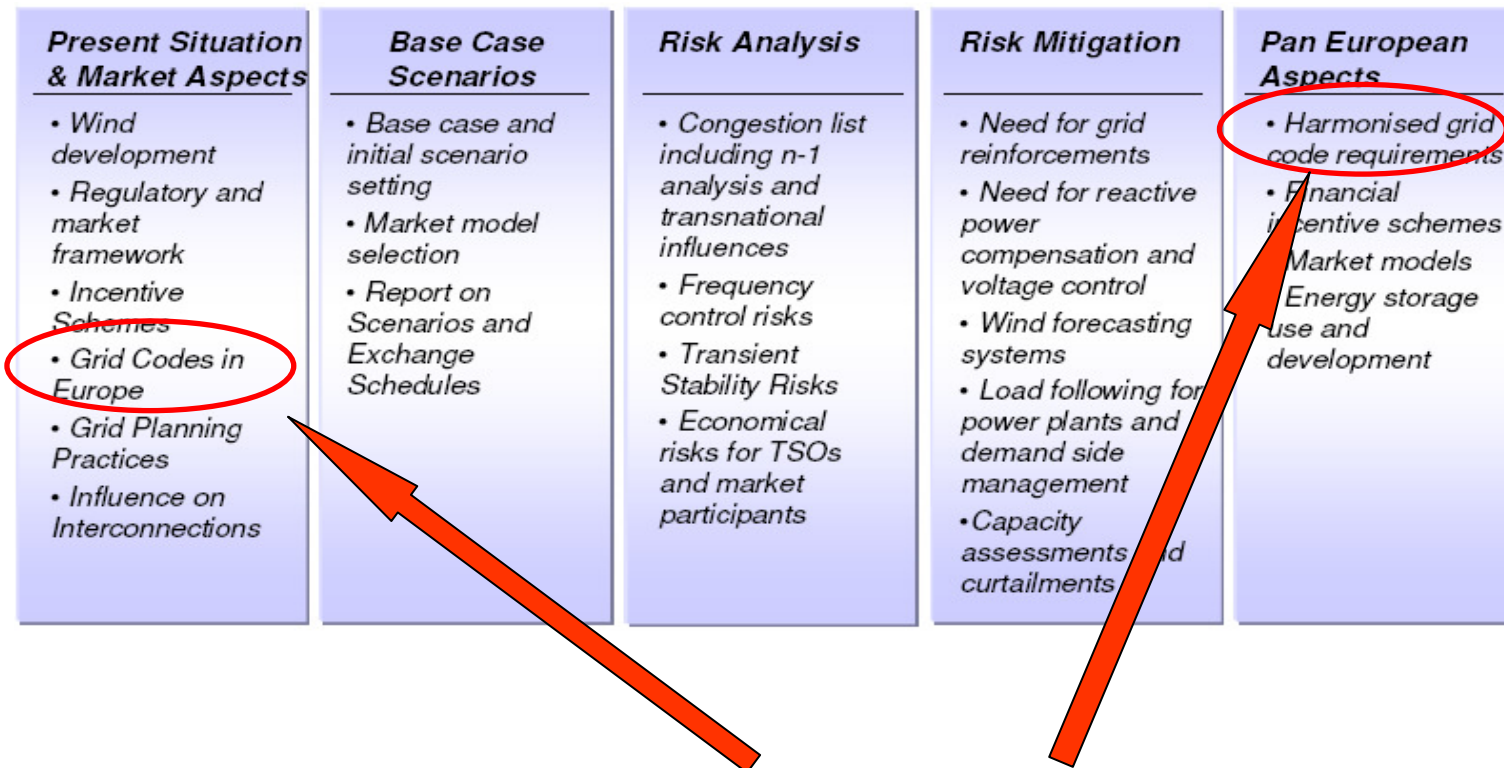 Present Situation
& Market Aspects
• Wind
development
• Regulatory and
market
framework
• Incentive
Schemes
• Grid Codes in
Europe
• Grid Planning
Practices
• Influence on
Interconnections
Base Case
Scenarios
• Base case and
initial scenario
setting
• Market model
selection
• Report on
Scenarios and
Exchange
Schedules
Risk Analysis
• Congestion list
including n-1
analysis and
transnational
influences
• Frequency
control risks
• Transient
Stability Risks
• Economical
risks for TSOs
and market
participants
Risk Mitigation
• Need for grid
reinforcements
• Need for reactive
power
compensation and
voltage control
• Wind forecasting
systems
• Load following for
power plants and
demand side
management
•Capacity
assessments and
curtailments
Pan European
Aspects
• Harmonised grid
code requirements
• Financial
incentive schemes
Market models
Energy storage
use and
development